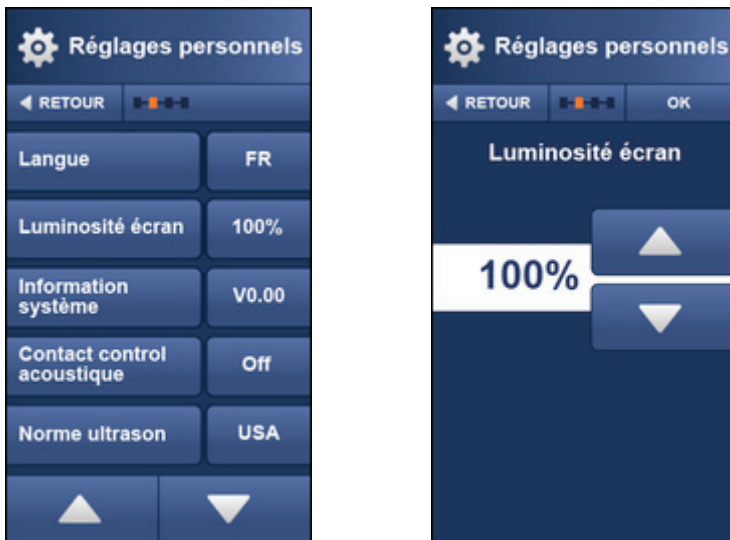 Réglages personnels
RETOUR
Langue FR
Luminosité écran 100%
Information
système V0.00
Contact control
acoustique Off
Norme ultrason USA
Réglages personnels
RETOUR OK
Luminosité écran
100%